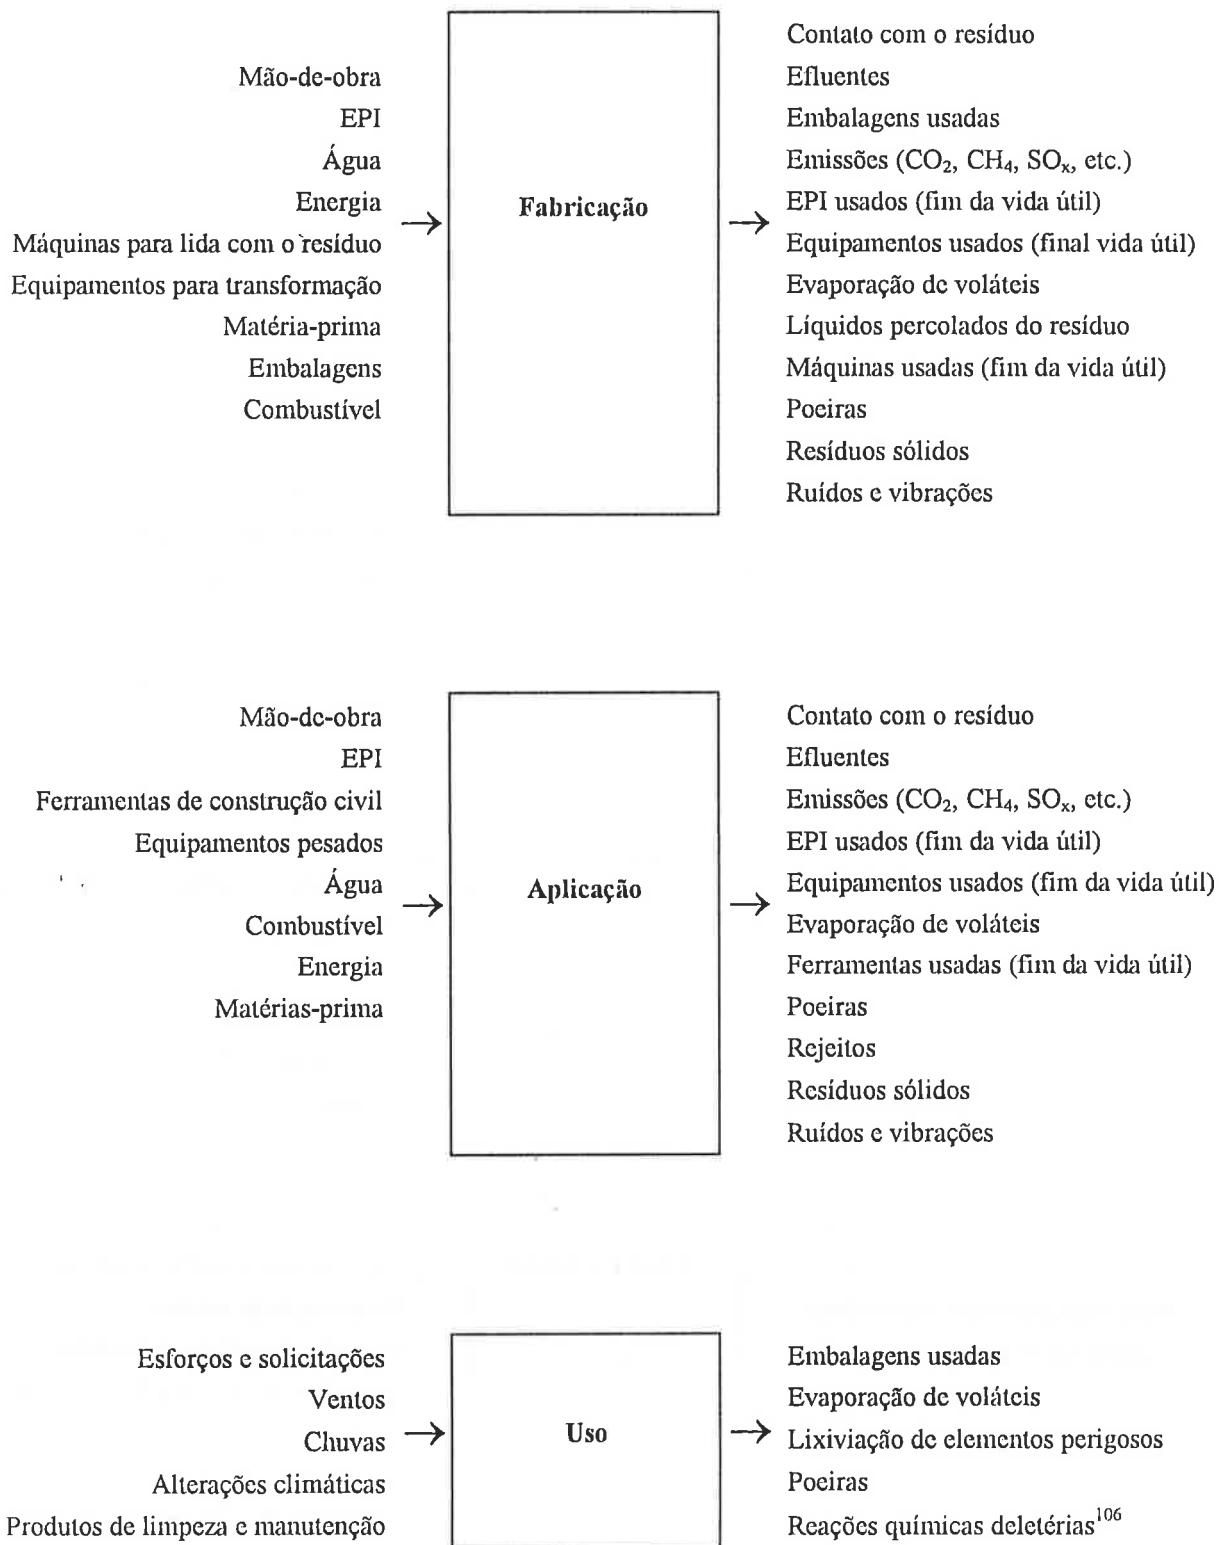 Mão-de-obra
EPI
Água
Energia
Máquinas para lida com o resíduo
Equipamentos para transformação
Matéria-prima
Embalagens
Combustível
Fabricação
Contato com o resíduo
Efluentes
Embalagens usadas
Emissões (CO₂, CH₄, SOₓ, etc.)
EPI usados (fim da vida útil)
Equipamentos usados (final vida útil)
Evaporação de voláteis
Líquidos percolados do resíduo
Máquinas usadas (fim da vida útil)
Poeiras
Resíduos sólidos
Ruídos e vibrações
Mão-de-obra
EPI
Ferramentas de construção civil
Equipamentos pesados
Água
Combustível
Energia
Matérias-prima
Aplicação
Contato com o resíduo
Efluentes
Emissões (CO₂, CH₄, SOₓ, etc.)
EPI usados (fim da vida útil)
Equipamentos usados (fim da vida útil)
Evaporação de voláteis
Ferramentas usadas (fim da vida útil)
Poeiras
Rejeitos
Resíduos sólidos
Ruídos e vibrações
Esforços e solicitações
Ventos
Chuvas
Alterações climáticas
Produtos de limpeza e manutenção
Uso
Embalagens usadas
Evaporação de voláteis
Lixiviação de elementos perigosos
Poeiras
Reações químicas deletérias¹⁰⁶